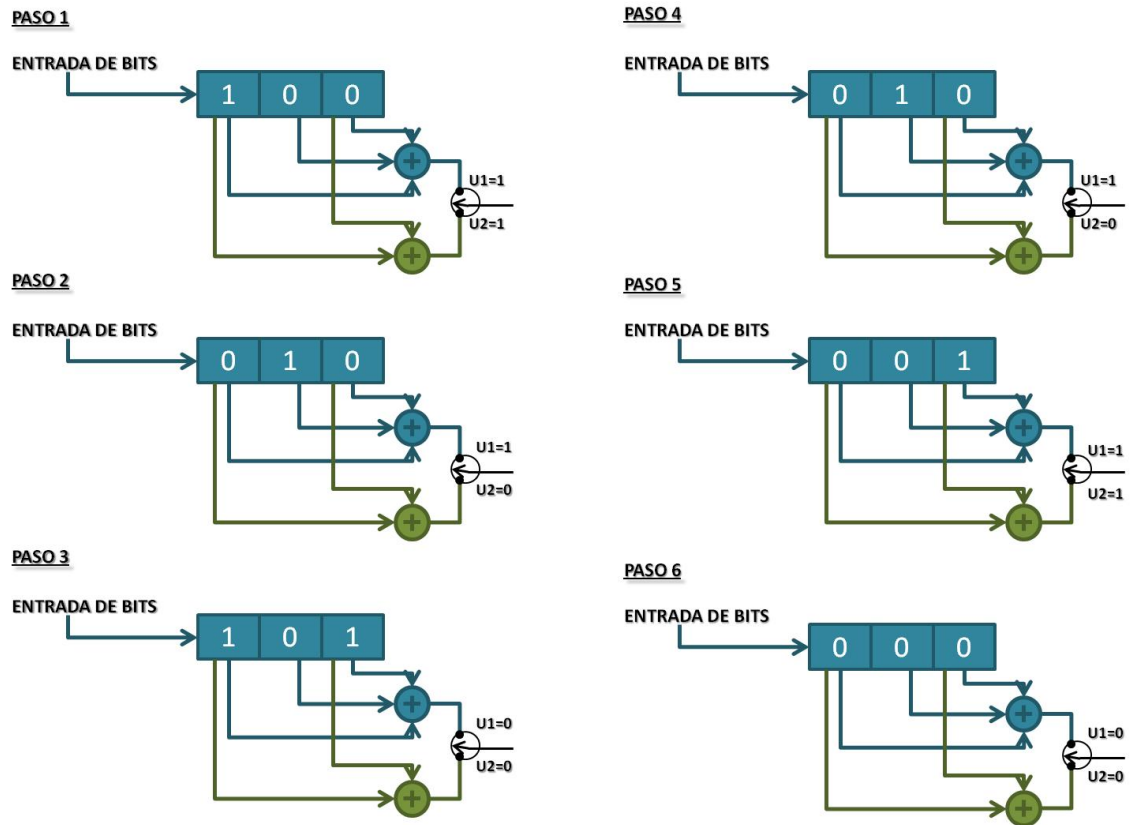 PASO 1
ENTRADA DE BITS
1 0 0
U1=1
U2=1
PASO 2
ENTRADA DE BITS
0 1 0
U1=1
U2=0
PASO 3
ENTRADA DE BITS
1 0 1
U1=0
U2=0
PASO 4
ENTRADA DE BITS
0 1 0
U1=1
U2=0
PASO 5
ENTRADA DE BITS
0 0 1
U1=1
U2=1
PASO 6
ENTRADA DE BITS
0 0 0
U1=0
U2=0